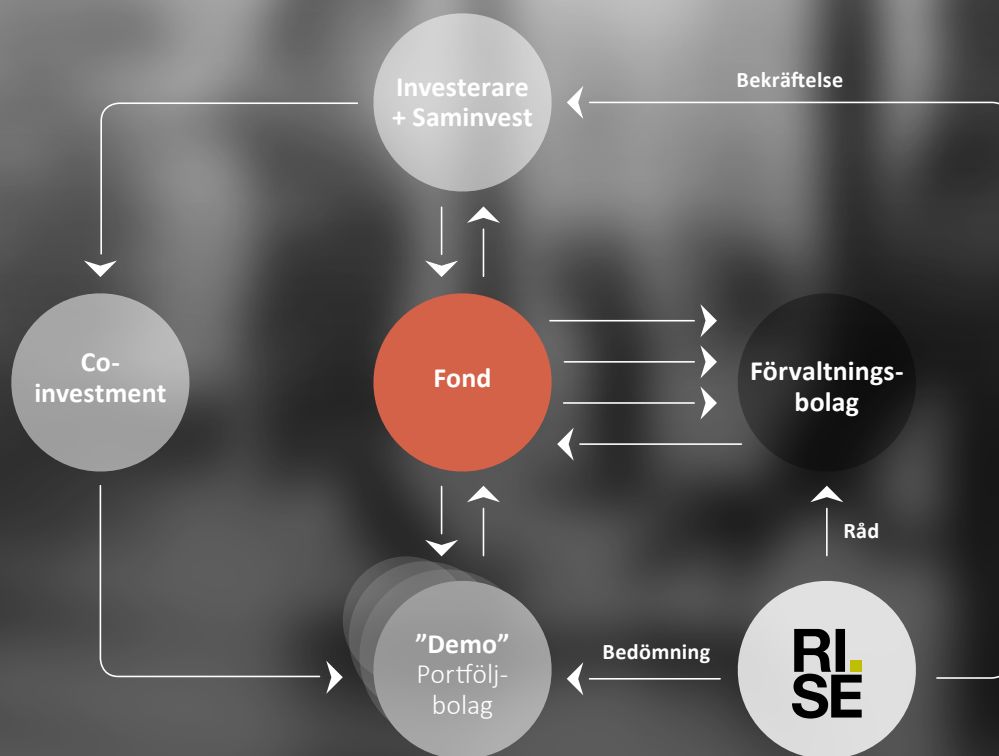 Investerare
+ Saminvest
Bekräftelse
Co-
investment
Fond
Förvaltnings-
bolag
Råd
”Demo”
Portfölj-
bolag
Bedömning
RI.
SE